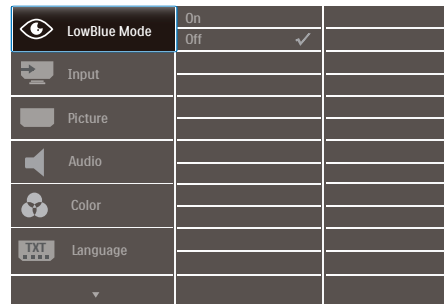 LowBlue Mode
On
Off
Input
Picture
Audio
Color
TXT
Language